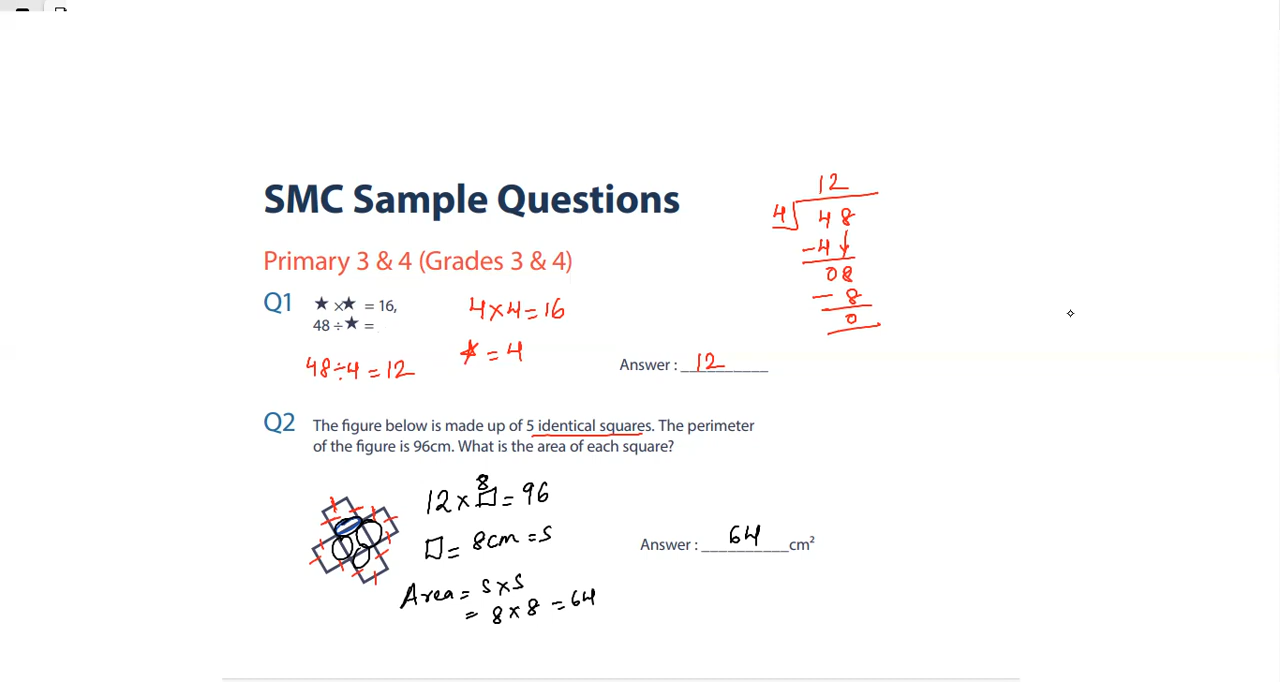 SMC Sample Questions
Primary 3 & 4 (Grades 3 & 4)
Q1 ★ x★ = 16,
48 ÷ ★ =
4×4=16
★ = 4
48÷4=12
12
4 48
-4↓
08
- 8
0
Answer : 12
Q2 The figure below is made up of 5 identical squares. The perimeter
of the figure is 96cm. What is the area of each square?
8
12 × □ = 96
□ = 8cm = s
Area = s × s
= 8 × 8 = 64
Answer : 64 cm²